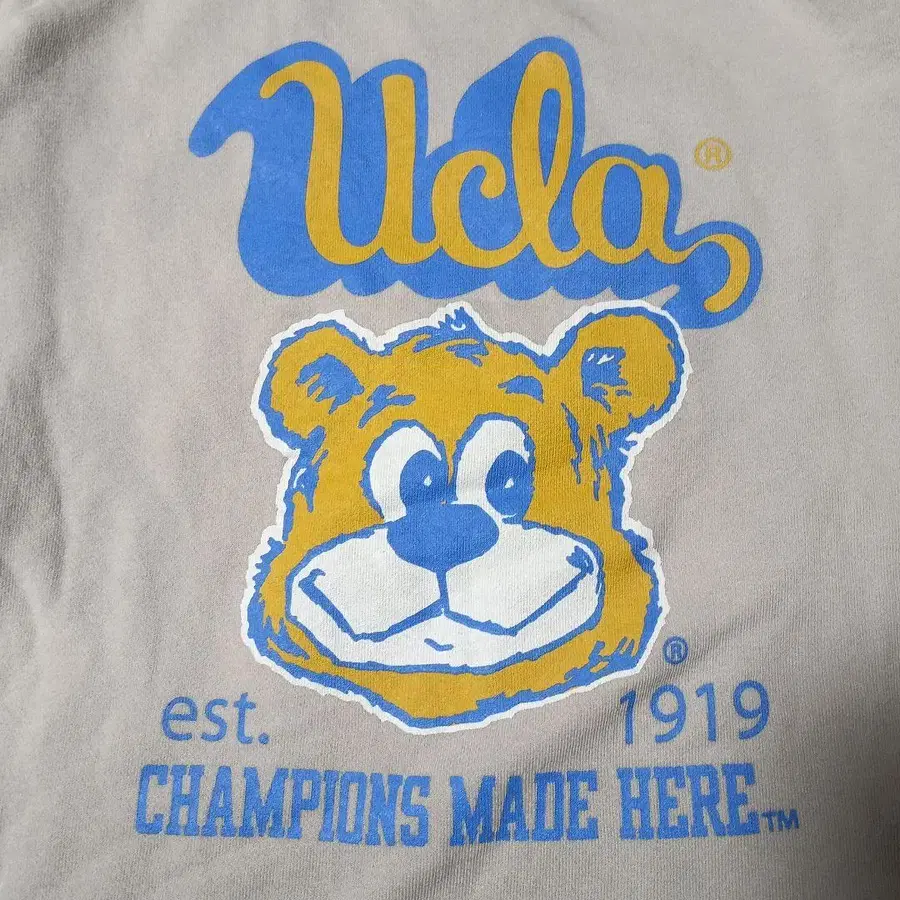 Ucla®
®
est. 1919
CHAMPIONS MADE HERE™